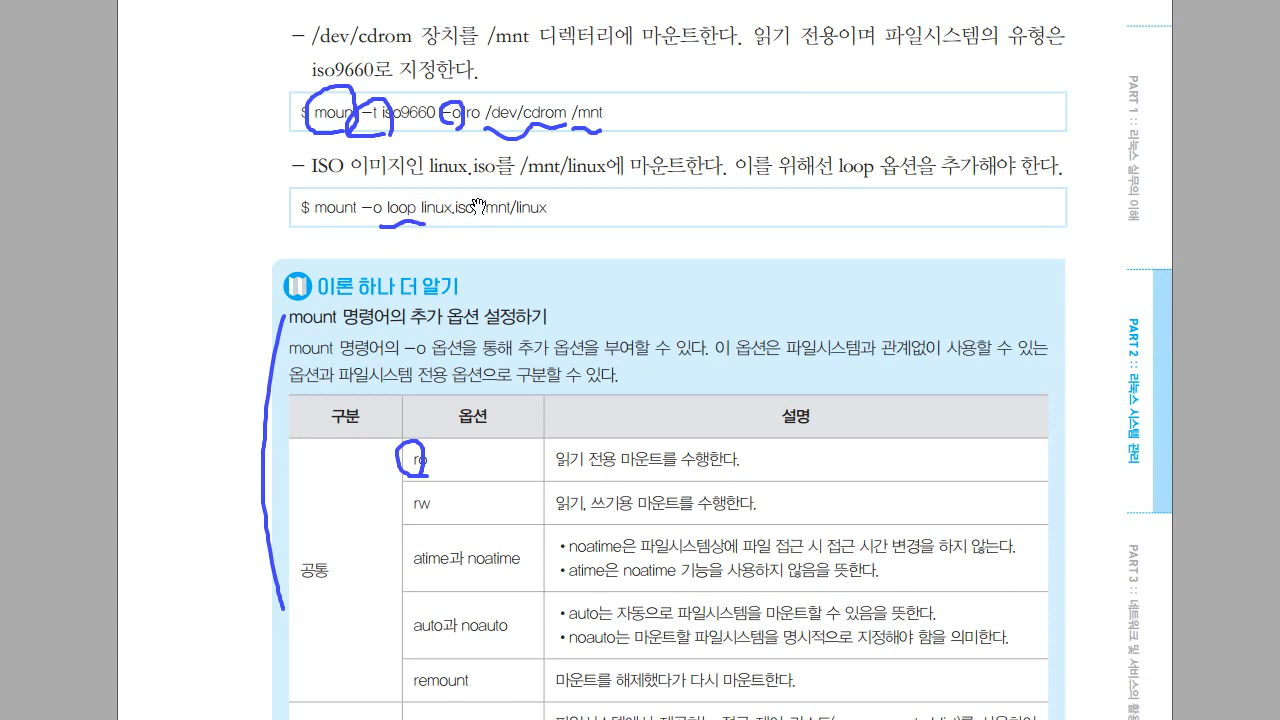 – /dev/cdrom 장치를 /mnt 디렉터리에 마운트한다. 읽기 전용이며 파일시스템의 유형은
iso9660로 지정한다.
$ mount –t iso9660 –o ro /dev/cdrom /mnt
– ISO 이미지인 linux.iso를 /mnt/linux에 마운트한다. 이를 위해선 loop 옵션을 추가해야 한다.
$ mount –o loop linux.iso /mnt/linux
이론 하나 더 알기
mount 명령어의 추가 옵션 설정하기
mount 명령어의 –o 옵션을 통해 추가 옵션을 부여할 수 있다. 이 옵션은 파일시스템과 관계없이 사용할 수 있는
옵션과 파일시스템 전용 옵션으로 구분할 수 있다.
구분 옵션 설명
공통
ro 읽기 전용 마운트를 수행한다.
rw 읽기, 쓰기용 마운트를 수행한다.
atime과 noatime
• noatime은 파일시스템상에 파일 접근 시 접근 시간 변경을 하지 않는다.
• atime은 noatime 기능을 사용하지 않음을 뜻한다.
과 noauto
• auto는 자동으로 파일시스템을 마운트할 수 있음을 뜻한다.
• noauto는 마운트할 파일시스템을 명시적으로 지정해야 함을 의미한다.
마운트를 해제했다가 다시 마운트한다.
PART 1 :: 리눅스 실무의 이해
PART 2 :: 리눅스 시스템 관리
PART 3 :: 네트워크 및 서비스의 활용